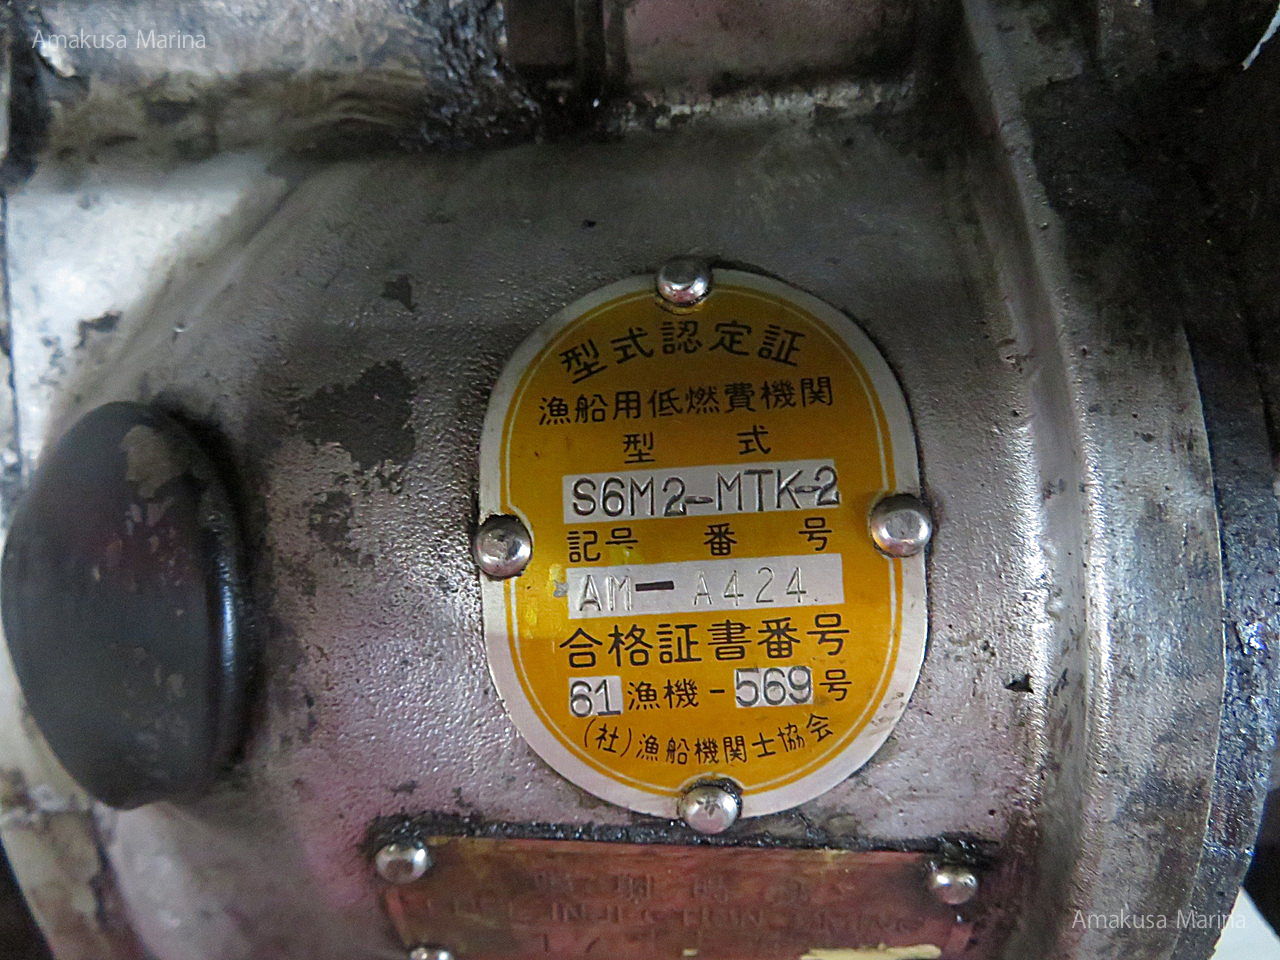 Amakusa Marina
型式認定証
漁船用低燃費機関
型 式
S6M2-MTK-2
記号 番 号
AM-A424.
合格証書番号
61漁機-569号
(社)漁船機関士協会
INJECTION TIMING
Amakusa Marina